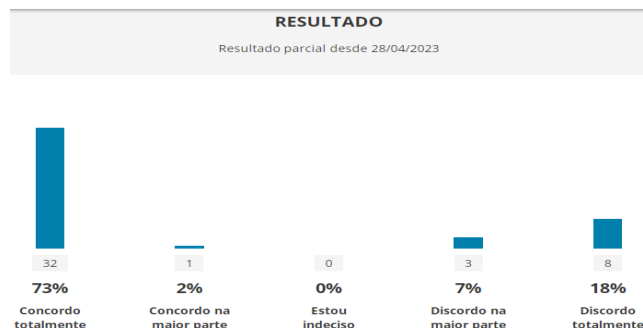 RESULTADO
Resultado parcial desde 28/04/2023
32 1 0 3 8
73% 2% 0% 7% 18%
Concordo Concordo na Estou Discordo na Discordo
totalmente maior parte indeciso maior parte totalmente